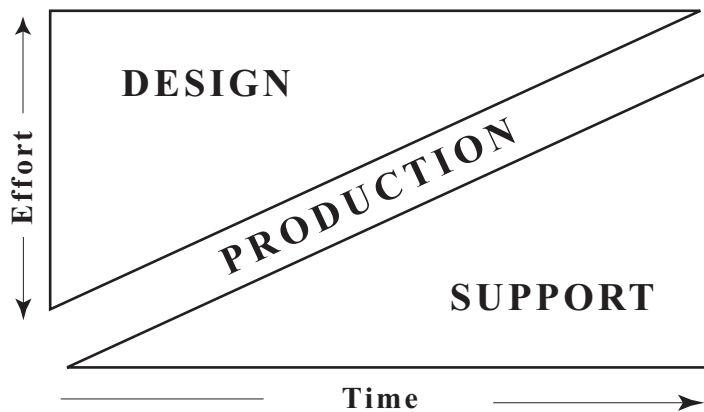 DESIGN
Effort
PRODUCTION
SUPPORT
Time